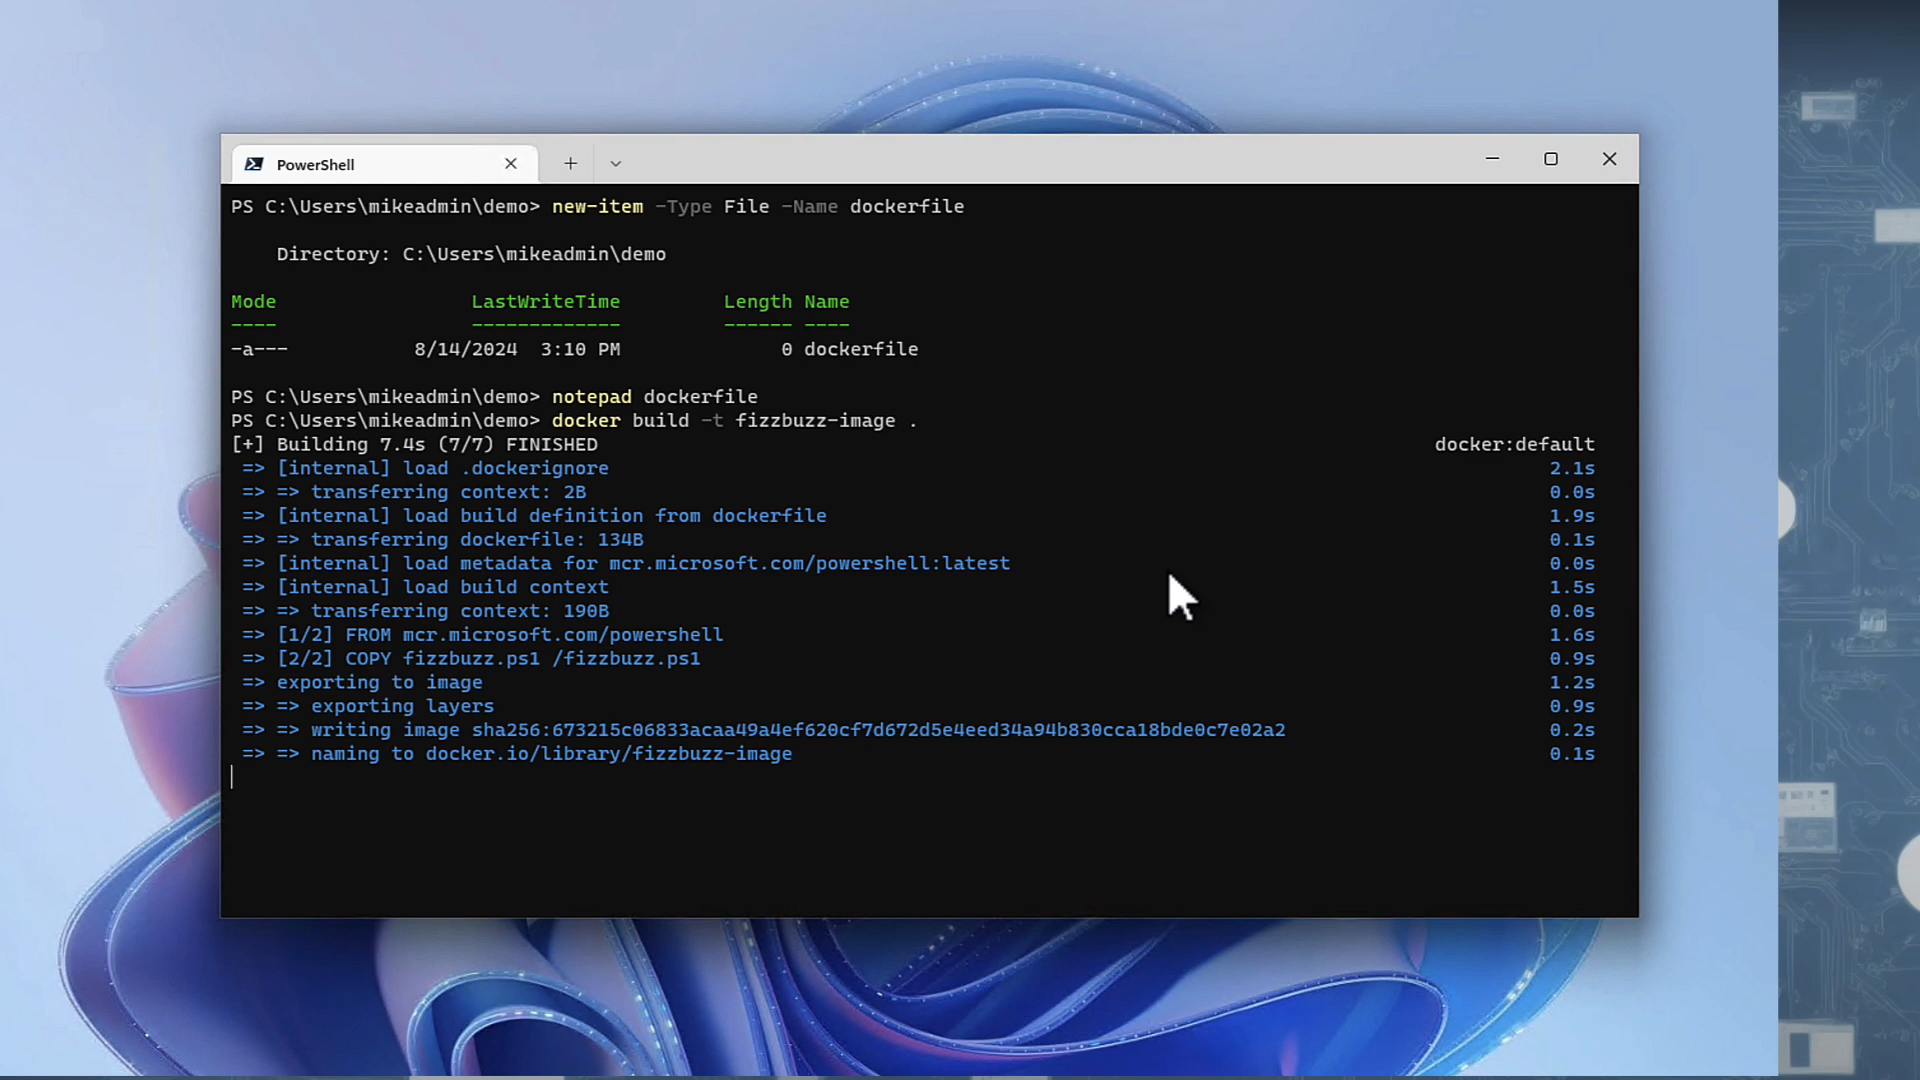 PowerShell
PS C:\Users\mikeadmin\demo> new-item -Type File -Name dockerfile
Directory: C:\Users\mikeadmin\demo
Mode LastWriteTime Length Name
---- ------------- ------ ----
-a--- 8/14/2024 3:10 PM 0 dockerfile
PS C:\Users\mikeadmin\demo> notepad dockerfile
PS C:\Users\mikeadmin\demo> docker build -t fizzbuzz-image .
[+] Building 7.4s (7/7) FINISHED docker:default
=> [internal] load .dockerignore 2.1s
=> => transferring context: 2B 0.0s
=> [internal] load build definition from dockerfile 1.9s
=> => transferring dockerfile: 134B 0.1s
=> [internal] load metadata for mcr.microsoft.com/powershell:latest 0.0s
=> [internal] load build context 1.5s
=> => transferring context: 190B 0.0s
=> [1/2] FROM mcr.microsoft.com/powershell 1.6s
=> [2/2] COPY fizzbuzz.ps1 /fizzbuzz.ps1 0.9s
=> exporting to image 1.2s
=> => exporting layers 0.9s
=> => writing image sha256:673215c06833acaa49a4ef620cf7d672d5e4eed34a94b830cca18bde0c7e02a2 0.2s
=> => naming to docker.io/library/fizzbuzz-image 0.1s